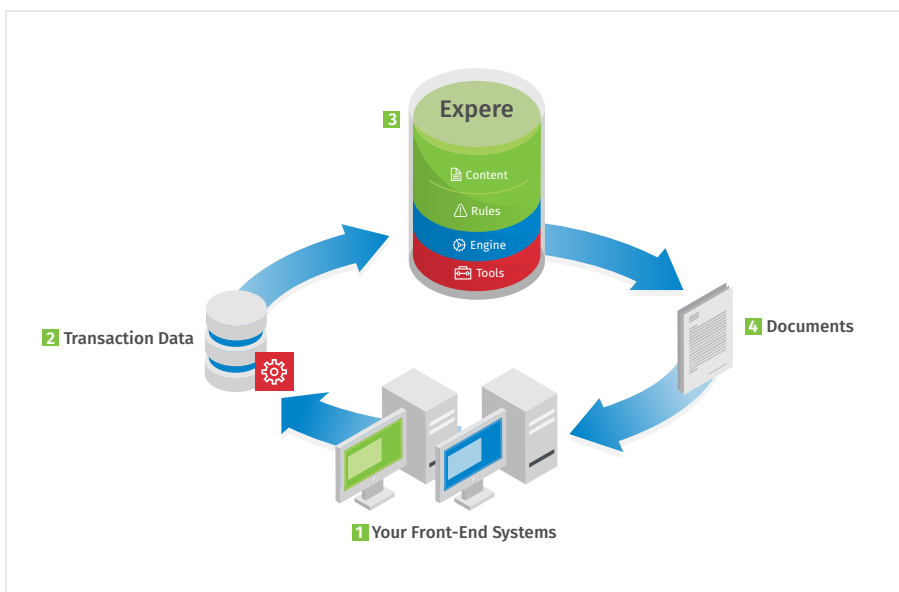 Expere
3
Content
Rules
Engine
Tools
2 Transaction Data
4 Documents
1 Your Front-End Systems